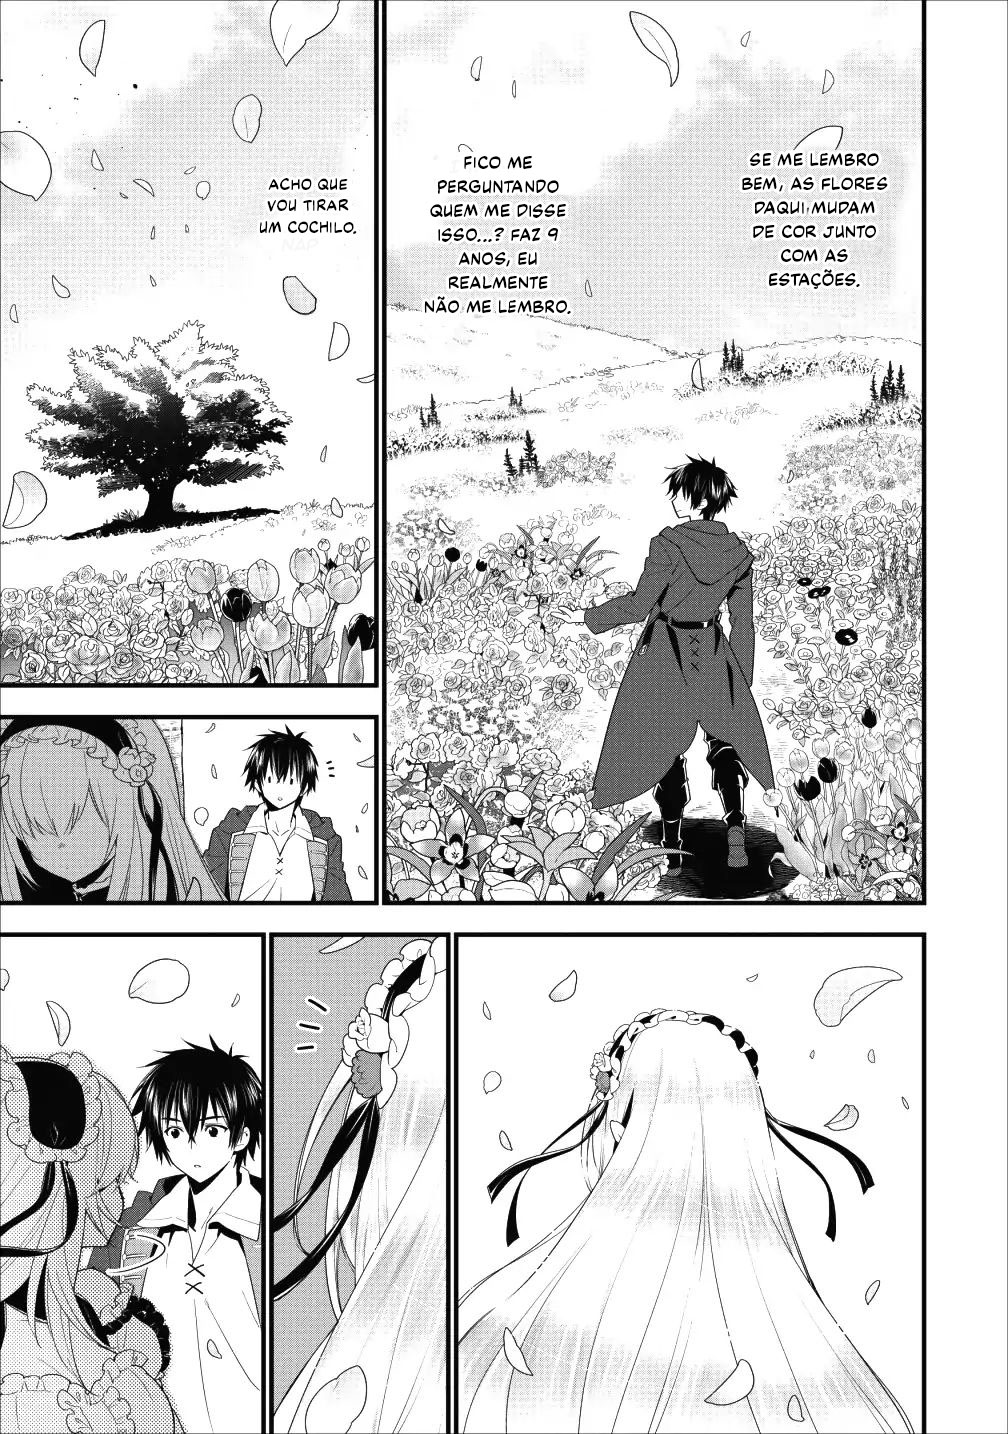 SE ME LEMBRO
BEM, AS FLORES
DAQUI MUDAM
DE COR JUNTO
COM AS
ESTAÇÕES.
FICO ME
PERGUNTANDO
QUEM ME DISSE
ISSO...? FAZ 9
ANOS, EU
REALMENTE
NÃO ME LEMBRO.
ACHO QUE
VOU TIRAR
UM COCHILO.
NAP